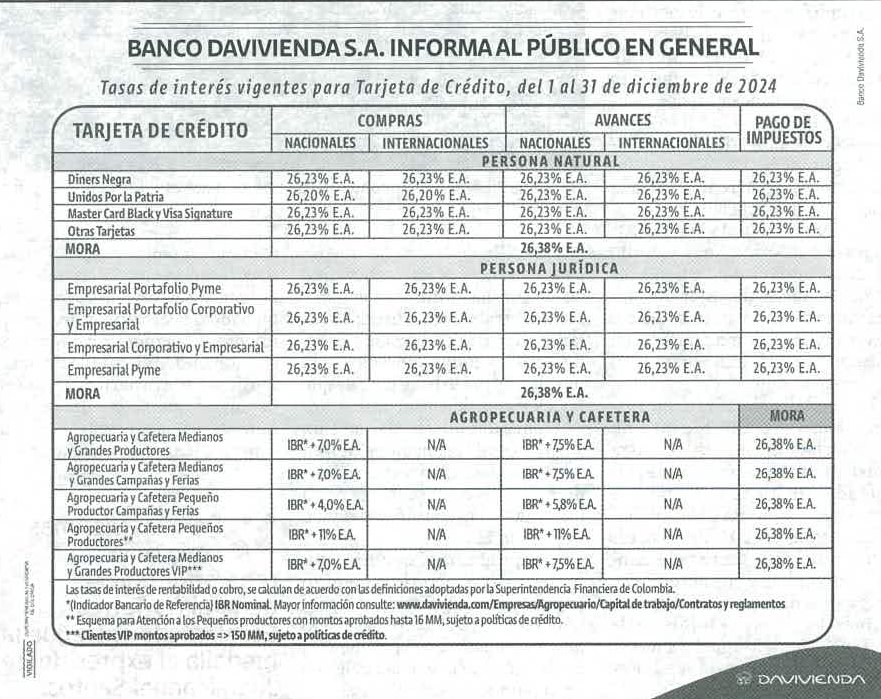 BANCO DAVIVIENDA S.A. INFORMA AL PÚBLICO EN GENERAL
Tasas de interés vigentes para Tarjeta de Crédito, del 1 al 31 de diciembre de 2024
Banco Davivienda S.A.
TARJETA DE CRÉDITO COMPRAS AVANCES PAGO DE IMPUESTOS
NACIONALES INTERNACIONALES NACIONALES INTERNACIONALES
PERSONA NATURAL
Diners Negra 26,23% E.A. 26,23% E.A. 26,23% E.A. 26,23% E.A. 26,23% E.A.
Unidos Por la Patria 26,20% E.A. 26,20% E.A. 26,23% E.A. 26,23% E.A. 26,23% E.A.
Master Card Black y Visa Signature 26,23% E.A. 26,23% E.A. 26,23% E.A. 26,23% E.A. 26,23% E.A.
Otras Tarjetas 26,23% E.A. 26,23% E.A. 26,23% E.A. 26,23% E.A. 26,23% E.A.
MORA 26,38% E.A.
PERSONA JURÍDICA
Empresarial Portafolio Pyme 26,23% E.A. 26,23% E.A. 26,23% E.A. 26,23% E.A. 26,23% E.A.
Empresarial Portafolio Corporativo
y Empresarial 26,23% E.A. 26,23% E.A. 26,23% E.A. 26,23% E.A. 26,23% E.A.
Empresarial Corporativo y Empresarial 26,23% E.A. 26,23% E.A. 26,23% E.A. 26,23% E.A. 26,23% E.A.
Empresarial Pyme 26,23% E.A. 26,23% E.A. 26,23% E.A. 26,23% E.A. 26,23% E.A.
MORA 26,38% E.A.
AGROPECUARIA Y CAFETERA MORA
Agropecuaria y Cafetera Medianos
y Grandes Productores IBR* + 7,0% E.A. N/A IBR* + 7,5% E.A. N/A 26,38% E.A.
Agropecuaria y Cafetera Medianos
y Grandes Campañas y Ferias IBR* + 7,0% E.A. N/A IBR* + 7,5% E.A. N/A 26,38% E.A.
Agropecuaria y Cafetera Pequeño
Productor Campañas y Ferias IBR* + 4,0% E.A. N/A IBR* + 5,8% E.A. N/A 26,38% E.A.
Agropecuaria y Cafetera Pequeños
Productores** IBR* + 11% E.A. N/A IBR* + 11% E.A. N/A 26,38% E.A.
Agropecuaria y Cafetera Medianos
y Grandes Productores VIP*** IBR* + 7,0% E.A. N/A IBR* + 7,5% E.A. N/A 26,38% E.A.
Las tasas de interés de rentabilidad o cobro, se calculan de acuerdo con las definiciones adoptadas por la Superintendencia Financiera de Colombia.
*(Indicador Bancario de Referencia) IBR Nominal. Mayor información consulte: www.davivienda.com/Empresas/Agropecuario/Capital de trabajo/Contratos y reglamentos
** Esquema para Atención a los Pequeños productores con montos aprobados hasta 16 MM, sujeto a políticas de crédito.
*** Clientes VIP montos aprobados => 150 MM, sujeto a políticas de crédito.
VIGILADO
DAVIVIENDA